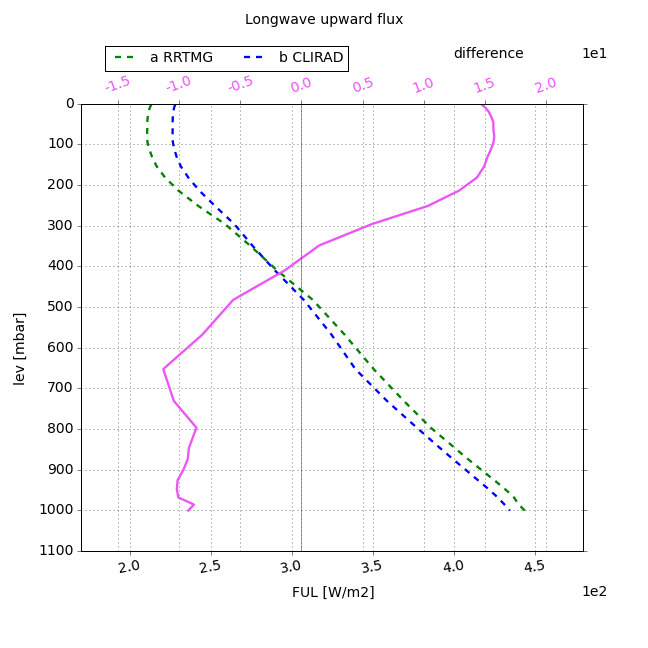 Longwave upward flux
a RRTMG b CLIRAD difference 1e1
-1.5 -1.0 -0.5 0.0 0.5 1.0 1.5 2.0
0
100
200
300
400
500
600
700
800
900
1000
1100
lev [mbar]
2.0 2.5 3.0 3.5 4.0 4.5
FUL [W/m2] 1e2